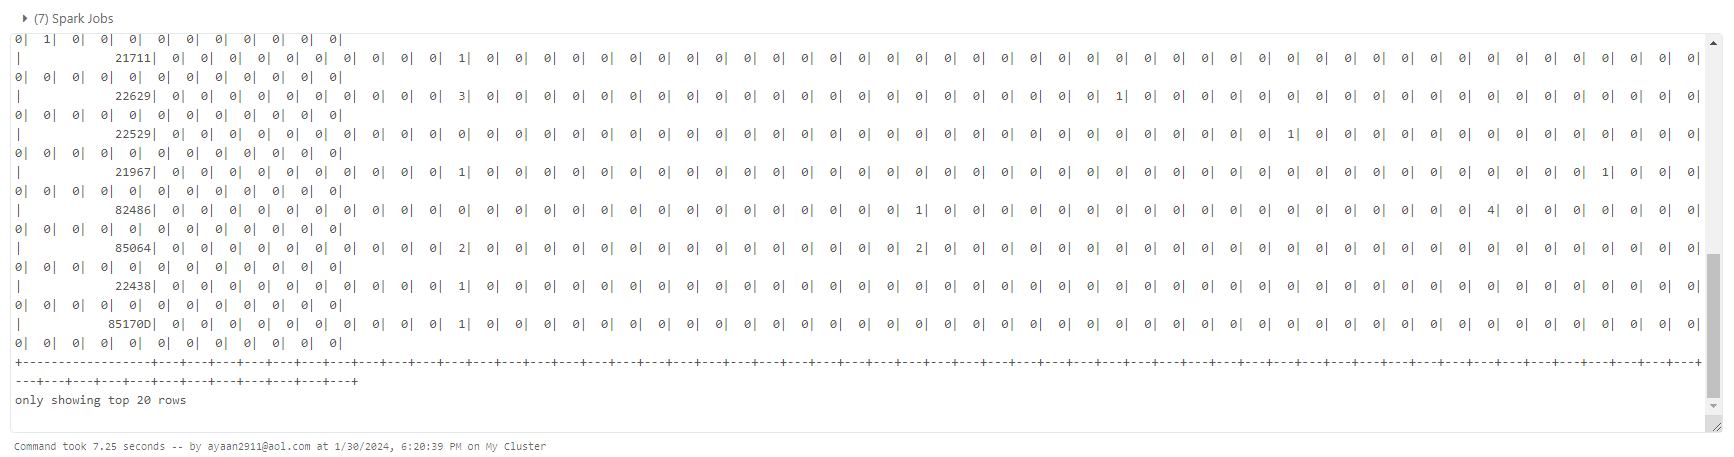 (7) Spark Jobs
0|  1|  0|  0|  0|  0|  0|  0|  0|  0|  0|  0|
|             21711|  0|  0|  0|  0|  0|  0|  0|  0|  0|  0|  1|  0|  0|  0|  0|  0|  0|  0|  0|  0|  0|  0|  0|  0|  0|  0|  0|  0|  0|  0|  0|  0|  0|  0|  0|  0|  0|  0|  0|  0|  0|  0|  0|  0|  0|  0|  0|  0|  0|  0|  0|  0|  0|  0|
0|  0|  0|  0|  0|  0|  0|  0|  0|  0|  0|  0|
|             22629|  0|  0|  0|  0|  0|  0|  0|  0|  0|  0|  3|  0|  0|  0|  0|  0|  0|  0|  0|  0|  0|  0|  0|  0|  0|  0|  0|  0|  0|  0|  0|  0|  0|  1|  0|  0|  0|  0|  0|  0|  0|  0|  0|  0|  0|  0|  0|  0|  0|  0|  0|  0|  0|  0|
0|  0|  0|  0|  0|  0|  0|  0|  0|  0|  0|  0|
|             22529|  0|  0|  0|  0|  0|  0|  0|  0|  0|  0|  0|  0|  0|  0|  0|  0|  0|  0|  0|  0|  0|  0|  0|  0|  0|  0|  0|  0|  0|  0|  0|  0|  0|  0|  0|  0|  0|  0|  0|  1|  0|  0|  0|  0|  0|  0|  0|  0|  0|  0|  0|  0|  0|  0|
0|  0|  0|  0|  0|  0|  0|  0|  0|  0|  0|  0|
|             21967|  0|  0|  0|  0|  0|  0|  0|  0|  0|  0|  1|  0|  0|  0|  0|  0|  0|  0|  0|  0|  0|  0|  0|  0|  0|  0|  0|  0|  0|  0|  0|  0|  0|  0|  0|  0|  0|  0|  0|  0|  0|  0|  0|  0|  0|  0|  0|  0|  0|  0|  1|  0|  0|  0|
0|  0|  0|  0|  0|  0|  0|  0|  0|  0|  0|  0|
|             82486|  0|  0|  0|  0|  0|  0|  0|  0|  0|  0|  0|  0|  0|  0|  0|  0|  0|  0|  0|  0|  0|  0|  0|  0|  0|  0|  1|  0|  0|  0|  0|  0|  0|  0|  0|  0|  0|  0|  0|  0|  0|  0|  0|  0|  0|  0|  4|  0|  0|  0|  0|  0|  0|  0|
0|  0|  0|  0|  0|  0|  0|  0|  0|  0|  0|  0|
|             85064|  0|  0|  0|  0|  0|  0|  0|  0|  0|  0|  2|  0|  0|  0|  0|  0|  0|  0|  0|  0|  0|  0|  0|  0|  0|  0|  2|  0|  0|  0|  0|  0|  0|  0|  0|  0|  0|  0|  0|  0|  0|  0|  0|  0|  0|  0|  0|  0|  0|  0|  0|  0|  0|  0|
0|  0|  0|  0|  0|  0|  0|  0|  0|  0|  0|  0|
|             22438|  0|  0|  0|  0|  0|  0|  0|  0|  0|  0|  1|  0|  0|  0|  0|  0|  0|  0|  0|  0|  0|  0|  0|  0|  0|  0|  0|  0|  0|  0|  0|  0|  0|  0|  0|  0|  0|  0|  0|  0|  0|  0|  0|  0|  0|  0|  0|  0|  0|  0|  0|  0|  0|  0|
0|  0|  0|  0|  0|  0|  0|  0|  0|  0|  0|  0|
|            85170D|  0|  0|  0|  0|  0|  0|  0|  0|  0|  0|  1|  0|  0|  0|  0|  0|  0|  0|  0|  0|  0|  0|  0|  0|  0|  0|  0|  0|  0|  0|  0|  0|  0|  0|  0|  0|  0|  0|  0|  0|  0|  0|  0|  0|  0|  0|  0|  0|  0|  0|  0|  0|  0|  0|
0|  0|  0|  0|  0|  0|  0|  0|  0|  0|  0|  0|
+------------------+---+---+---+---+---+---+---+---+---+---+---+---+---+---+---+---+---+---+---+---+---+---+---+---+---+---+---+---+---+---+---+---+---+---+---+---+---+---+---+---+---+---+---+---+---+---+---+---+---+---+---+---+---+---+
---+---+---+---+---+---+---+---+---+---+---+---+
only showing top 20 rows
Command took 7.25 seconds -- by ayaan2911@aol.com at 1/30/2024, 6:20:39 PM on My Cluster